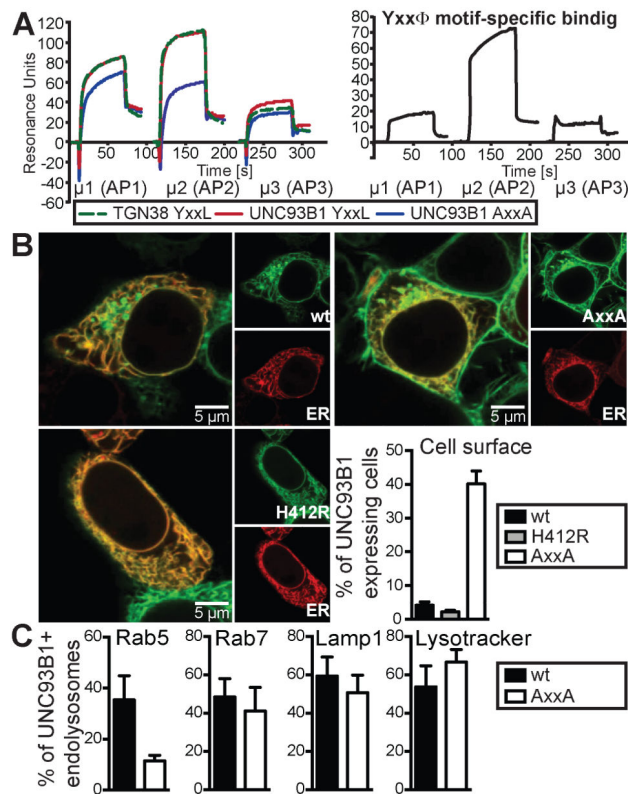 A
YxxΦ motif-specific bindig
Resonance Units
120
100
80
60
40
20
0
-20
-40
-60
50 100 150 200 250 300
Time [s]
μ1 (AP1) μ2 (AP2) μ3 (AP3)
80
70
60
50
40
30
20
10
0
50 100 150 200 250 300
Time [s]
μ1 (AP1) μ2 (AP2) μ3 (AP3)
TGN38 YxxL UNC93B1 YxxL UNC93B1 AxxA
B
wt
ER
5 μm
AxxA
ER
5 μm
H412R
ER
5 μm
Cell surface
% of UNC93B1
expressing cells
50
40
30
20
10
0
wt
H412R
AxxA
C
% of UNC93B1+
endolysosomes
Rab5
60
40
20
0
Rab7
80
60
40
20
0
Lamp1
80
60
40
20
0
Lysotracker
80
60
40
20
0
wt
AxxA